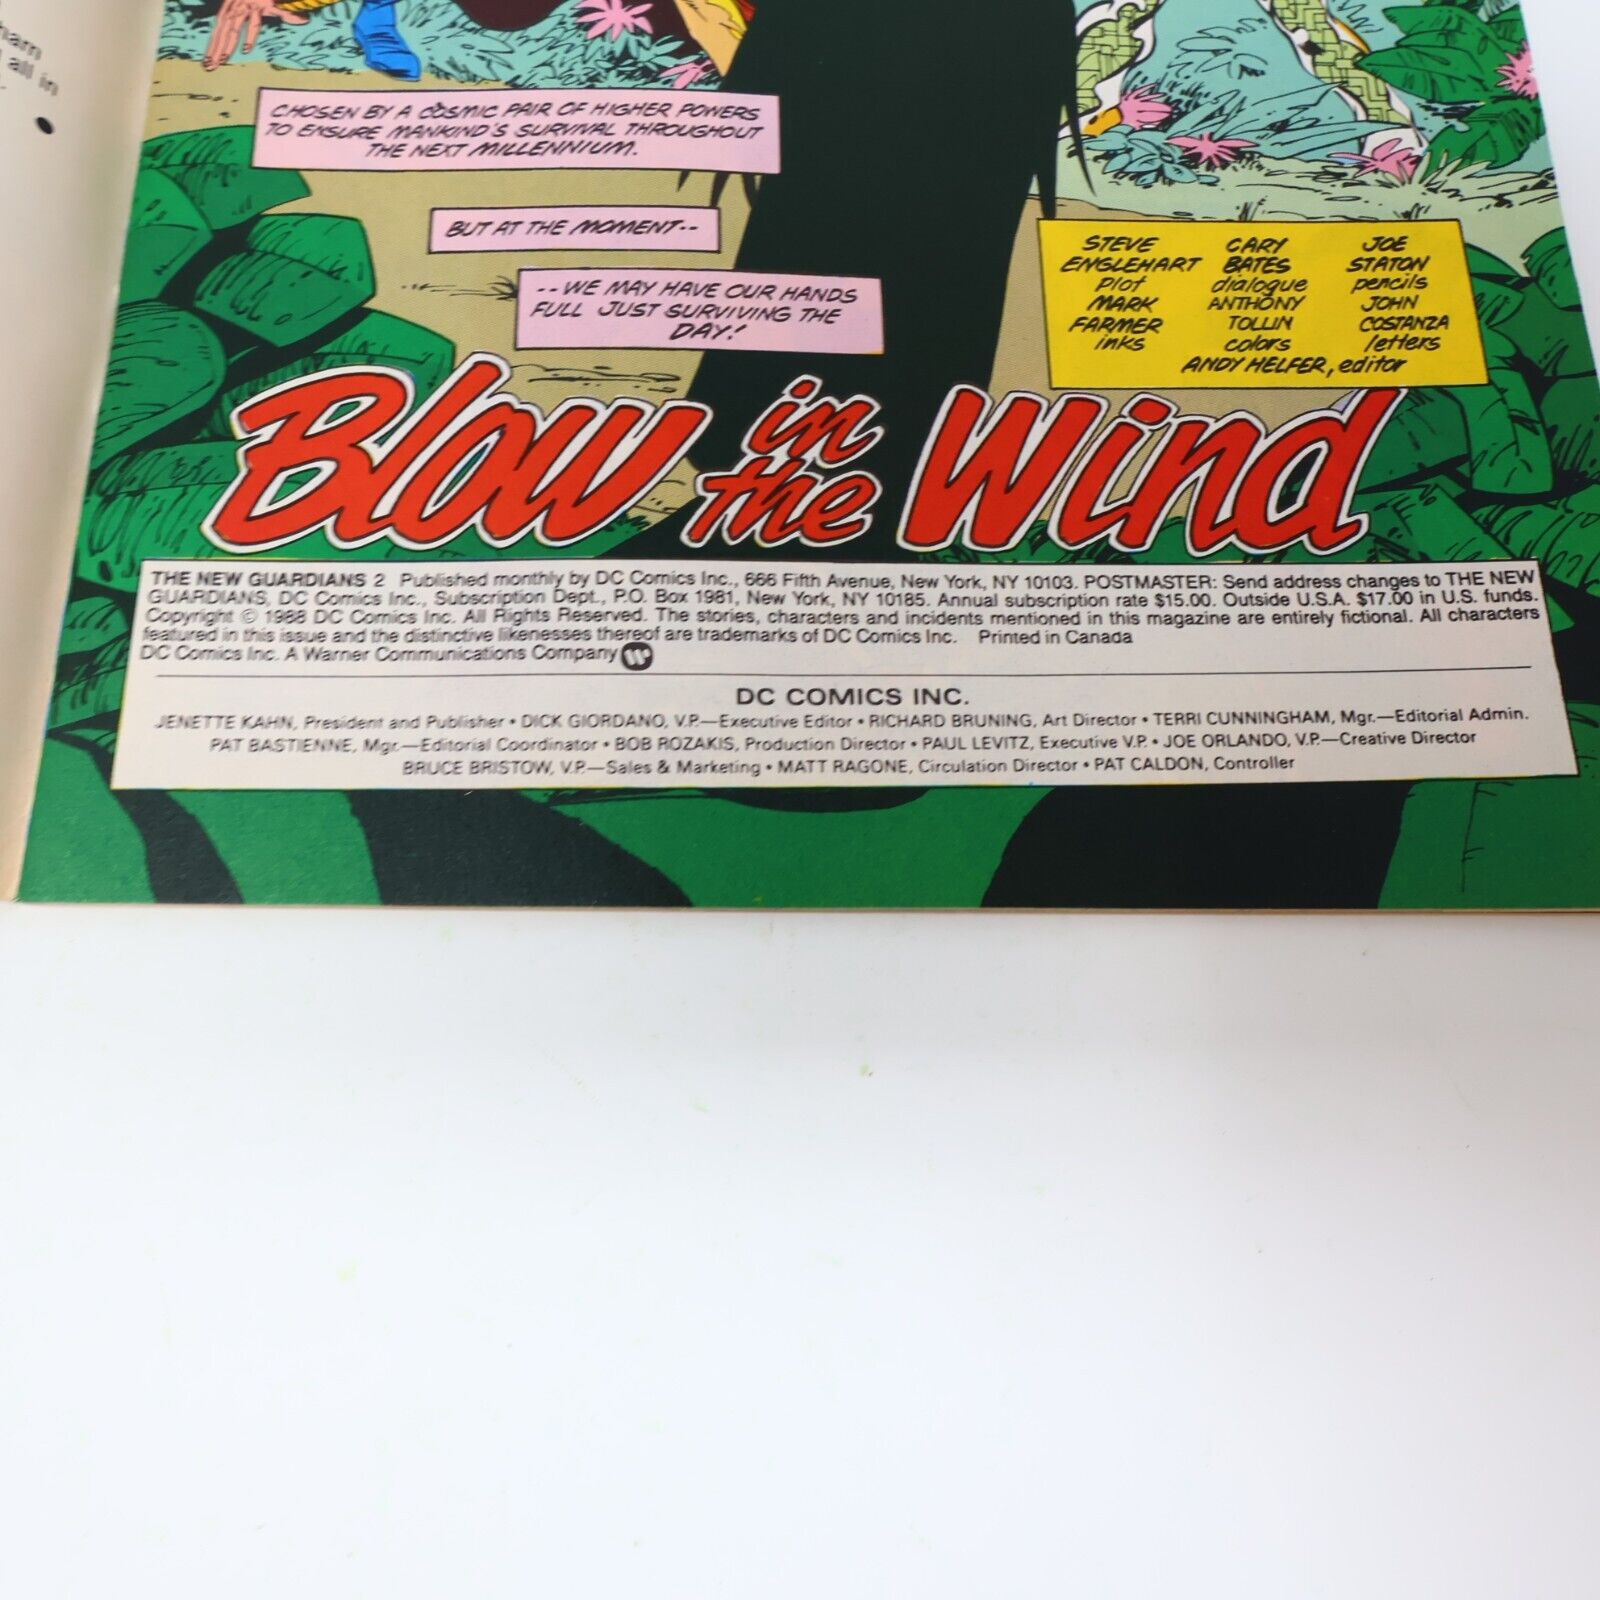 ham
all in
CHOSEN BY A COSMIC PAIR OF HIGHER POWERS
TO ENSURE MANKIND'S SURVIVAL THROUGHOUT
THE NEXT MILLENNIUM.
BUT AT THE MOMENT--
--WE MAY HAVE OUR HANDS
FULL JUST SURVIVING THE
DAY!
STEVE ENGLEHART
plot
CARY BATES
dialogue
JOE STATON
pencils
MARK FARMER
inks
ANTHONY TOLLIN
colors
JOHN COSTANZA
letters
ANDY HELFER, editor
Blow in the Wind
THE NEW GUARDIANS 2 Published monthly by DC Comics Inc., 666 Fifth Avenue, New York, NY 10103. POSTMASTER: Send address changes to THE NEW
GUARDIANS, DC Comics Inc., Subscription Dept., P.O. Box 1981, New York, NY 10185. Annual subscription rate $15.00. Outside U.S.A. $17.00 in U.S. funds.
Copyright © 1988 DC Comics Inc. All Rights Reserved. The stories, characters and incidents mentioned in this magazine are entirely fictional. All characters
featured in this issue and the distinctive likenesses thereof are trademarks of DC Comics Inc. Printed in Canada
DC Comics Inc. A Warner Communications Company
DC COMICS INC.
JENETTE KAHN, President and Publisher • DICK GIORDANO, V.P.—Executive Editor • RICHARD BRUNING, Art Director • TERRI CUNNINGHAM, Mgr.—Editorial Admin.
PAT BASTIENNE, Mgr.—Editorial Coordinator • BOB ROZAKIS, Production Director • PAUL LEVITZ, Executive V.P. • JOE ORLANDO, V.P.—Creative Director
BRUCE BRISTOW, V.P.—Sales & Marketing • MATT RAGONE, Circulation Director • PAT CALDON, Controller